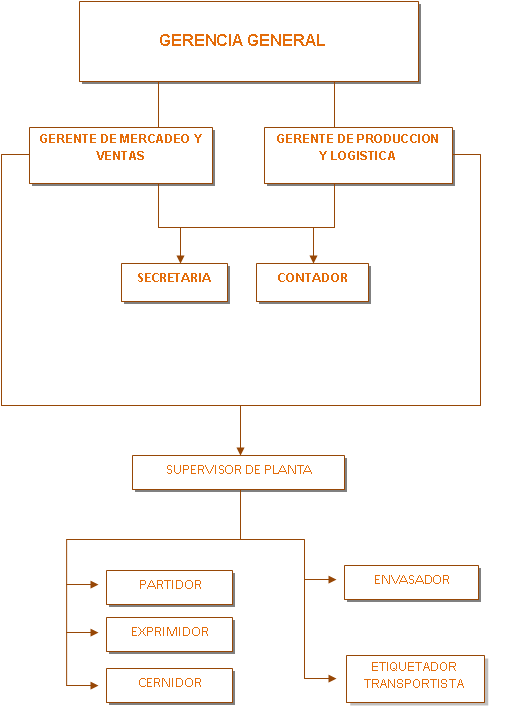 GERENCIA GENERAL
GERENTE DE MERCADEO Y
VENTAS
GERENTE DE PRODUCCION
Y LOGISTICA
SECRETARIA
CONTADOR
SUPERVISOR DE PLANTA
PARTIDOR
EXPRIMIDOR
CERNIDOR
ENVASADOR
ETIQUETADOR
TRANSPORTISTA